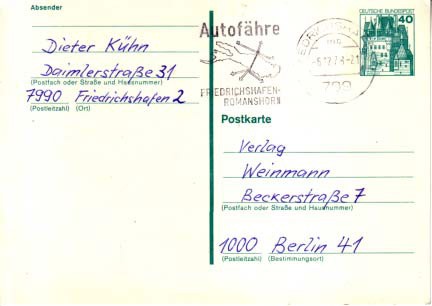 Absender
Dieter Kühn
Daimlerstraße 31
(Postfach oder Straße und Hausnummer)
7990 Friedrichshafen 2
(Postleitzahl) (Ort)
Autofähre
FRIEDRICHSHAFEN-
ROMANSHORN
DEUTSCHE BUNDESPOST
40
799
Postkarte
Verlag
Weinmann
Beckerstraße 7
(Postfach oder Straße und Hausnummer)
1000 Berlin 41
(Postleitzahl) (Bestimmungsort)